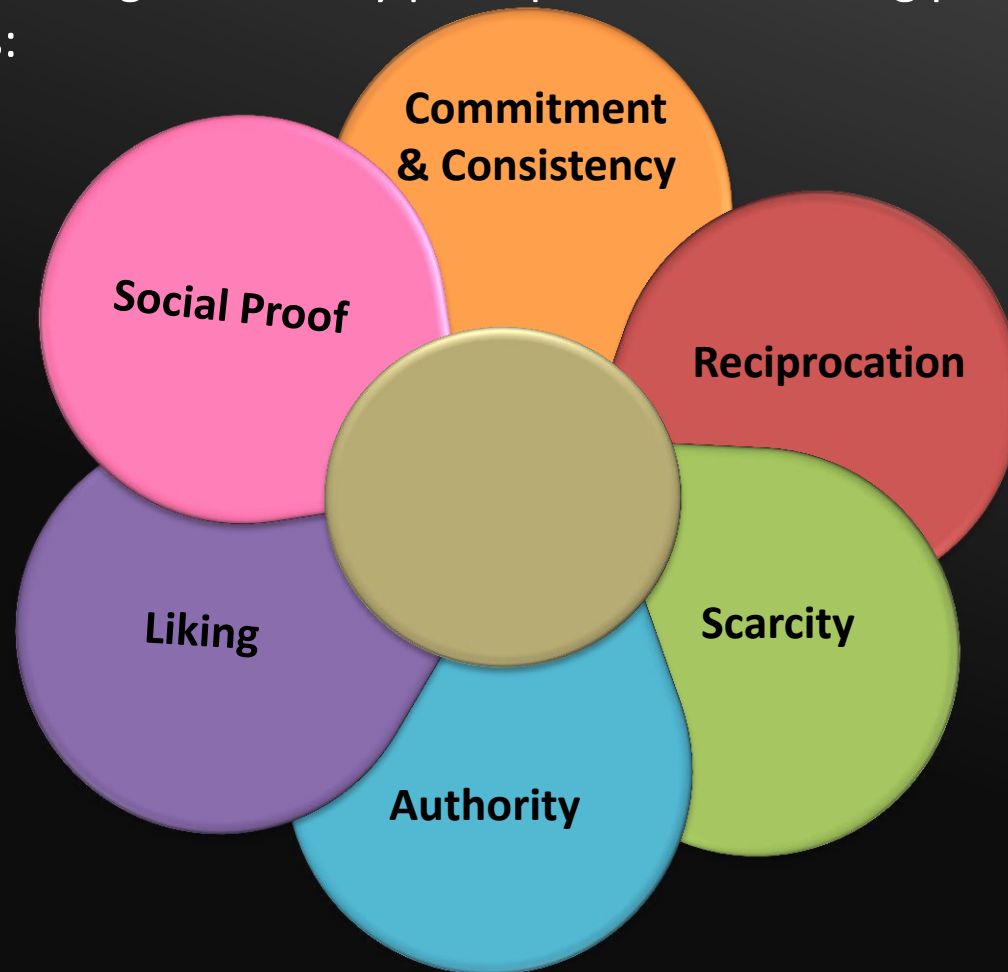 s:
Commitment
& Consistency
Social Proof
Reciprocation
Liking
Scarcity
Authority